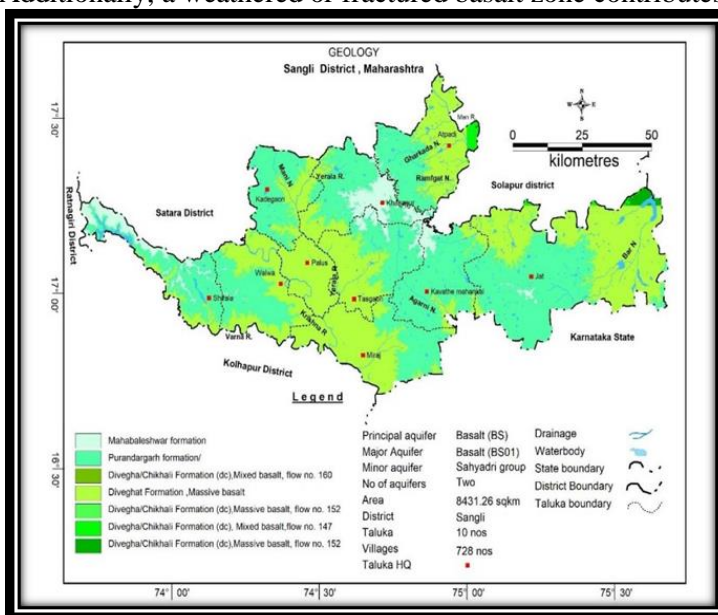 Additionally, a weathered or fractured basalt zone contributes
GEOLOGY
Sangli District , Maharashtra
N
W
E
S
0 25 50
kilometres
17°30'
17°00'
16°30'
Man R.
Atpadi
Gharkada N.
Ramfgat N.
Solapur district
Mani N.
Yerala R.
Kadegaon
Khanapur
Satara District
Ratnagiri District
Palus
Walwa
Yerala R
Shirala
Tasgaon
Agarni N.
Kavathe mahankal
Jat
Bar N
Krishna R
Varna R.
Miraj
Kolhapur District
Karnataka State
Legend
Mahabaleshwar formation
Purandargarh formation/
Divegha/Chikhali Formation (dc),Mixed basalt, flow no. 160
Diveghat Formation ,Massive basalt
Divegha/Chikhali Formation (dc),Massive basalt, flow no. 152
Divegha/Chikhali Formation (dc), Mixed basalt,flow no. 147
Divegha/Chikhali Formation (dc),Massive basalt, flow no. 152
Principal aquifer Basalt (BS)
Major Aquifer Basalt (BS01)
Minor aquifer Sahyadri group
No of aquifers Two
Area 8431.26 sqkm
District Sangli
Taluka 10 nos
Villages 728 nos
Taluka HQ
Drainage
Waterbody
State boundary
District Boundary
Taluka boundary
74° 00' 74° 30' 75° 00' 75° 30'